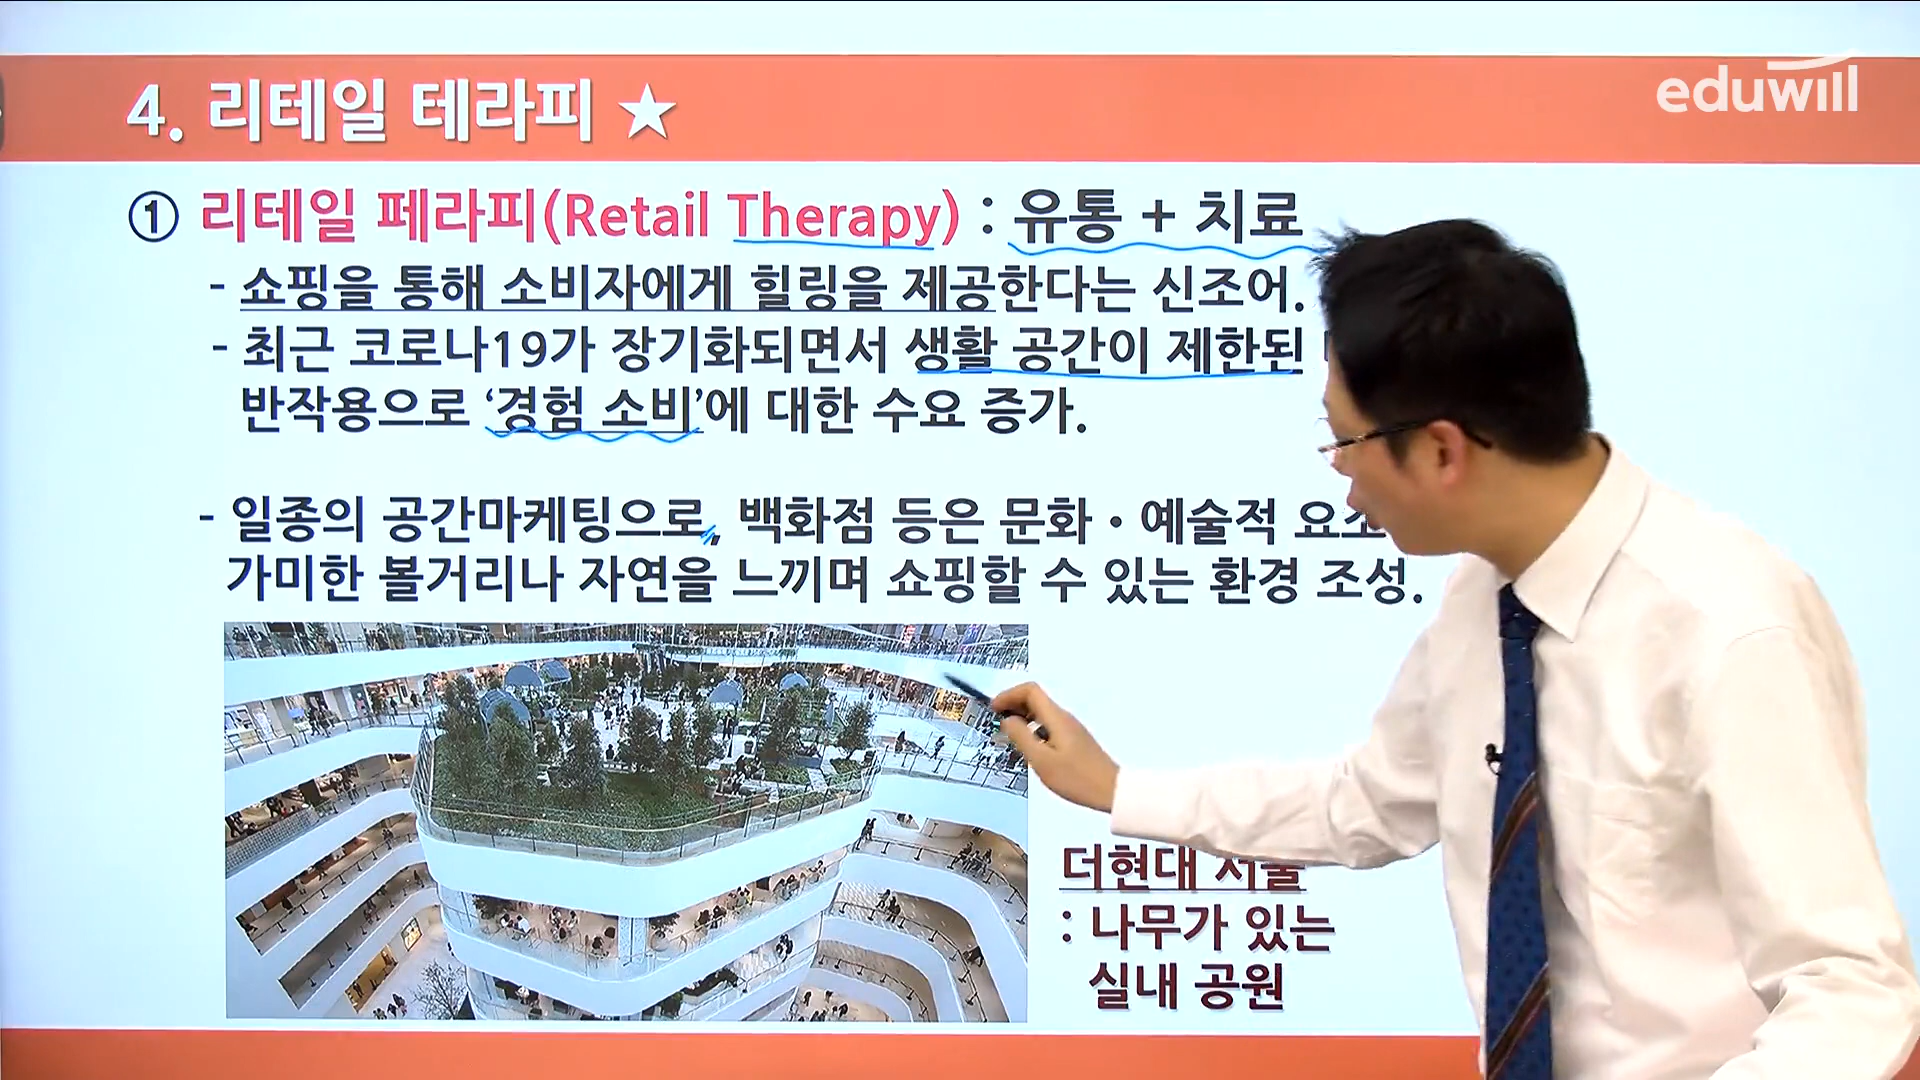 4. 리테일 테라피 ★
eduwill
① 리테일 페라피(Retail Therapy) : 유통 + 치료
- 쇼핑을 통해 소비자에게 힐링을 제공한다는 신조어.
- 최근 코로나19가 장기화되면서 생활 공간이 제한된
반작용으로 ‘경험 소비’에 대한 수요 증가.
- 일종의 공간마케팅으로, 백화점 등은 문화 · 예술적 요소
가미한 볼거리나 자연을 느끼며 쇼핑할 수 있는 환경 조성.
더현대 서울
: 나무가 있는
실내 공원